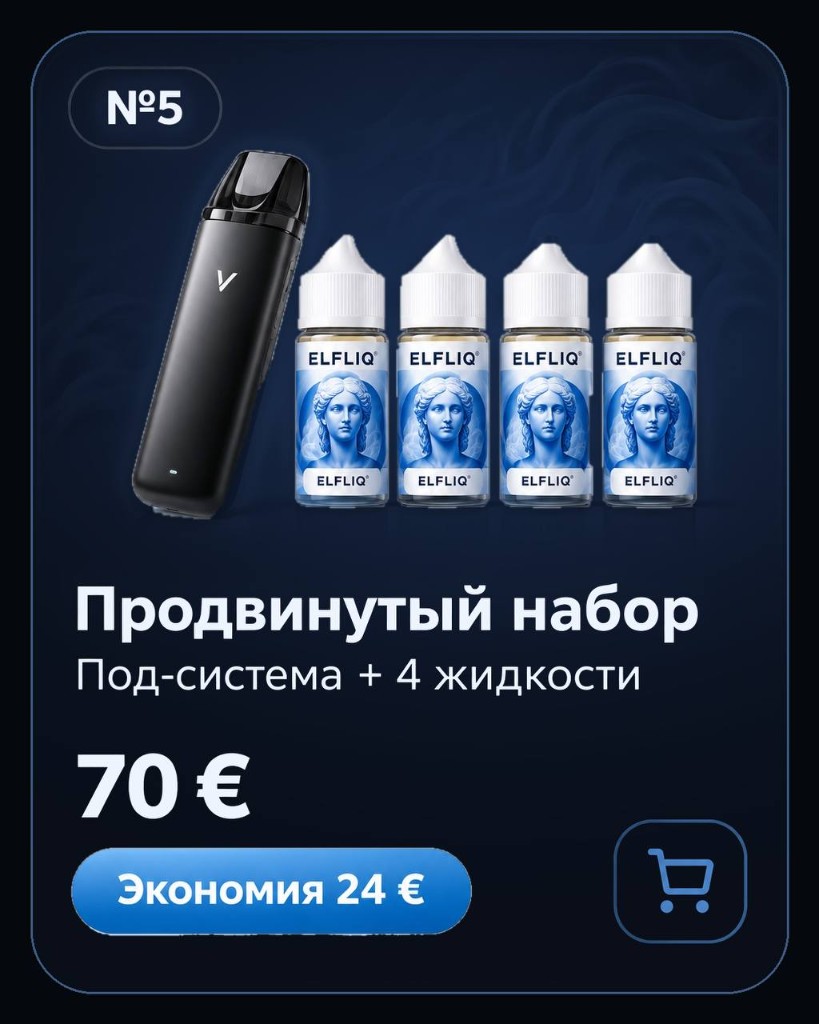 №5
V
ELFLIQ® ELFLIQ® ELFLIQ® ELFLIQ®
ELFLIQ® ELFLIQ® ELFLIQ® ELFLIQ®
Продвинутый набор
Под-система + 4 жидкости
70 €
Экономия 24 €